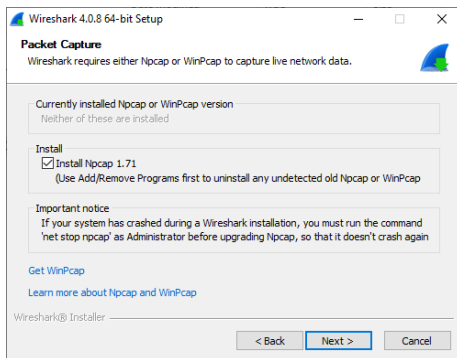 Wireshark 4.0.8 64-bit Setup
Packet Capture
Wireshark requires either Npcap or WinPcap to capture live network data.
Currently installed Npcap or WinPcap version
Neither of these are installed
Install
Install Npcap 1.71
(Use Add/Remove Programs first to uninstall any undetected old Npcap or WinPcap
Important notice
If your system has crashed during a Wireshark installation, you must run the command
'net stop npcap' as Administrator before upgrading Npcap, so that it doesn't crash again
Get WinPcap
Learn more about Npcap and WinPcap
Wireshark® Installer
< Back Next > Cancel